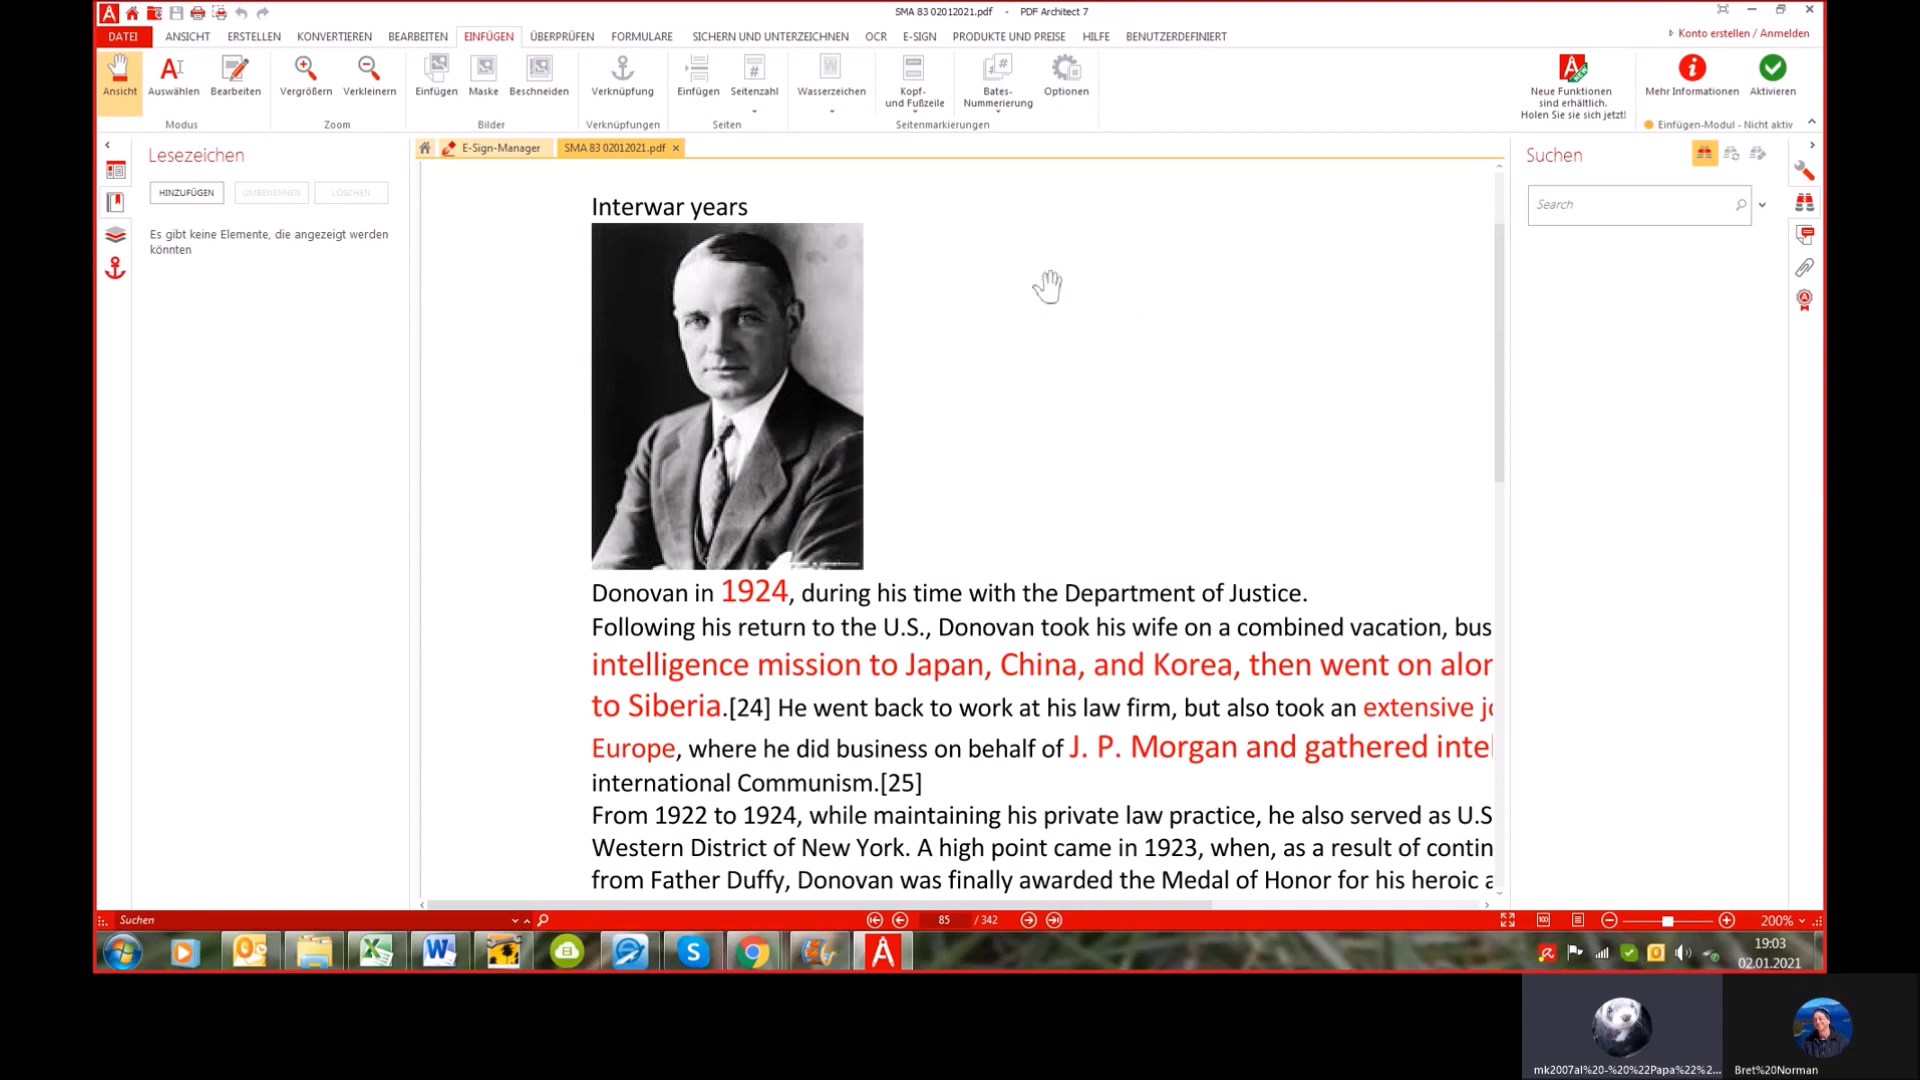 SMA 83 02012021.pdf - PDF Architect 7
DATEI ANSICHT ERSTELLEN KONVERTIEREN BEARBEITEN EINFÜGEN ÜBERPRÜFEN FORMULARE SICHERN UND UNTERZEICHNEN OCR E-SIGN PRODUKTE UND PREISE HILFE BENUTZERDEFINIERT
Konto erstellen / Anmelden
Ansicht Auswählen Bearbeiten Vergrößern Verkleinern Einfügen Maske Beschneiden Verknüpfung Einfügen Seitenzahl Wasserzeichen Kopf- und Fußzeile Bates-Nummerierung Optionen
Neue Funktionen
sind erhältlich.
Holen Sie sie sich jetzt!
Mehr Informationen Aktivieren
Modus Zoom Bilder Verknüpfungen Seiten Seitenmarkierungen Einfügen-Modul - Nicht aktiv
Lesezeichen
HINZUFÜGEN UMBENENNEN LÖSCHEN
Es gibt keine Elemente, die angezeigt werden
könnten
E-Sign-Manager SMA 83 02012021.pdf
Suchen
Search
Interwar years
Donovan in 1924, during his time with the Department of Justice.
Following his return to the U.S., Donovan took his wife on a combined vacation, bus
intelligence mission to Japan, China, and Korea, then went on alor
to Siberia.[24] He went back to work at his law firm, but also took an extensive jo
Europe, where he did business on behalf of J. P. Morgan and gathered intel
international Communism.[25]
From 1922 to 1924, while maintaining his private law practice, he also served as U.S
Western District of New York. A high point came in 1923, when, as a result of contin
from Father Duffy, Donovan was finally awarded the Medal of Honor for his heroic a
Suchen 85 / 342 200%
19:03
02.01.2021
mk2007al%20-%20%22Papa%22%2...
Bret%20Norman